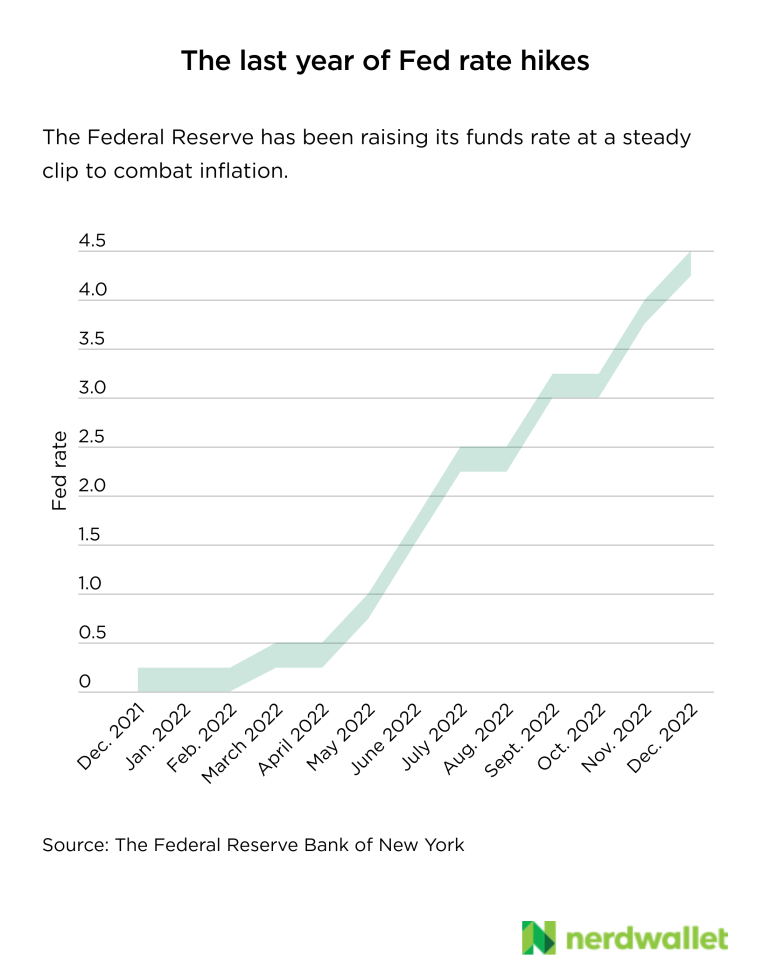 The last year of Fed rate hikes
The Federal Reserve has been raising its funds rate at a steady
clip to combat inflation.
4.5
4.0
3.5
3.0
2.5
2.0
1.5
1.0
0.5
0
Fed rate
Dec. 2021
Jan. 2022
Feb. 2022
March 2022
April 2022
May 2022
June 2022
July 2022
Aug. 2022
Sept. 2022
Oct. 2022
Nov. 2022
Dec. 2022
Source: The Federal Reserve Bank of New York
nerdwallet